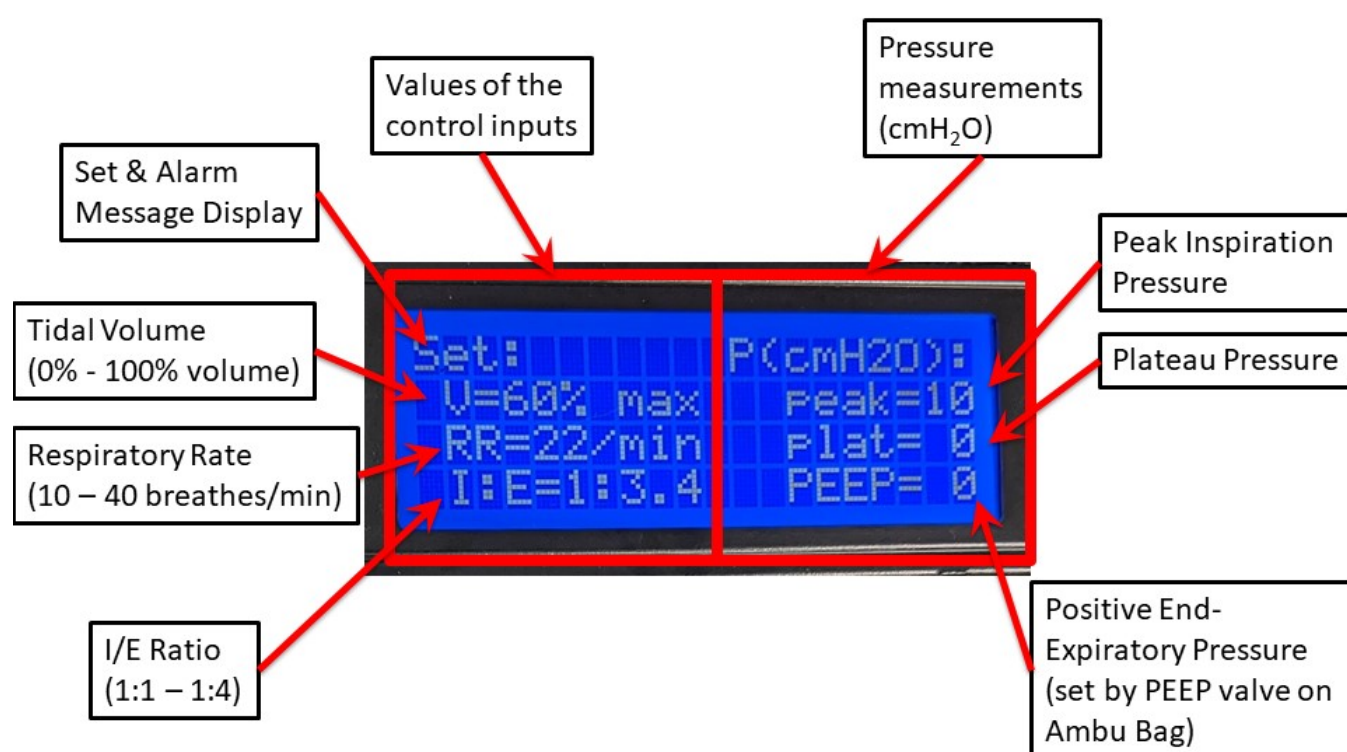 Pressure
measurements
(cmH₂O)
Values of the
control inputs
Set & Alarm
Message Display
Peak Inspiration
Pressure
Tidal Volume
(0% - 100% volume)
Plateau Pressure
Respiratory Rate
(10 – 40 breathes/min)
I/E Ratio
(1:1 – 1:4)
Positive End-
Expiratory Pressure
(set by PEEP valve on
Ambu Bag)
Set:
V=60% max
RR=22/min
I:E=1:3.4
P(cmH2O):
peak=10
plat= 0
PEEP= 0